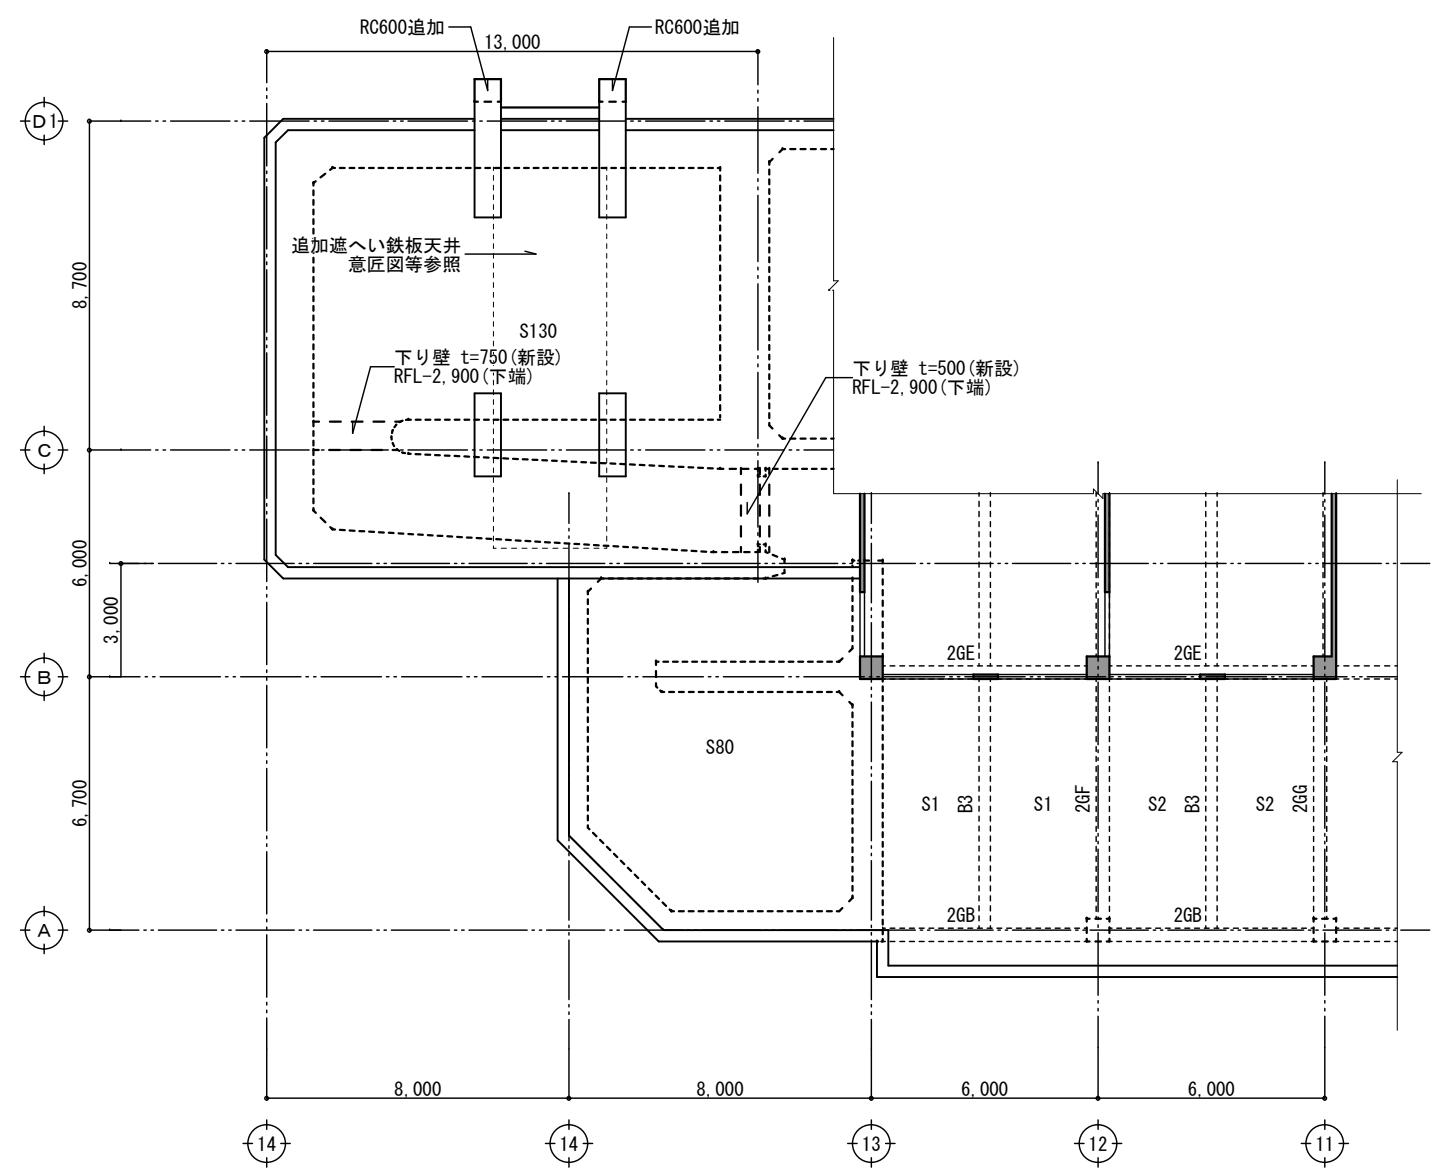 RC600追加
RC600追加
13,000
D1
追加遮へい鉄板天井
意匠図等参照
8,700
S130
下り壁 t=750(新設)
RFL-2,900(下端)
下り壁 t=500(新設)
RFL-2,900(下端)
C
6,000
3,000
2GE
2GE
B
S80
6,700
S1
B3
S1
2GF
S2
B3
S2
2GG
2GB
2GB
A
8,000
8,000
6,000
6,000
14
14
13
12
11